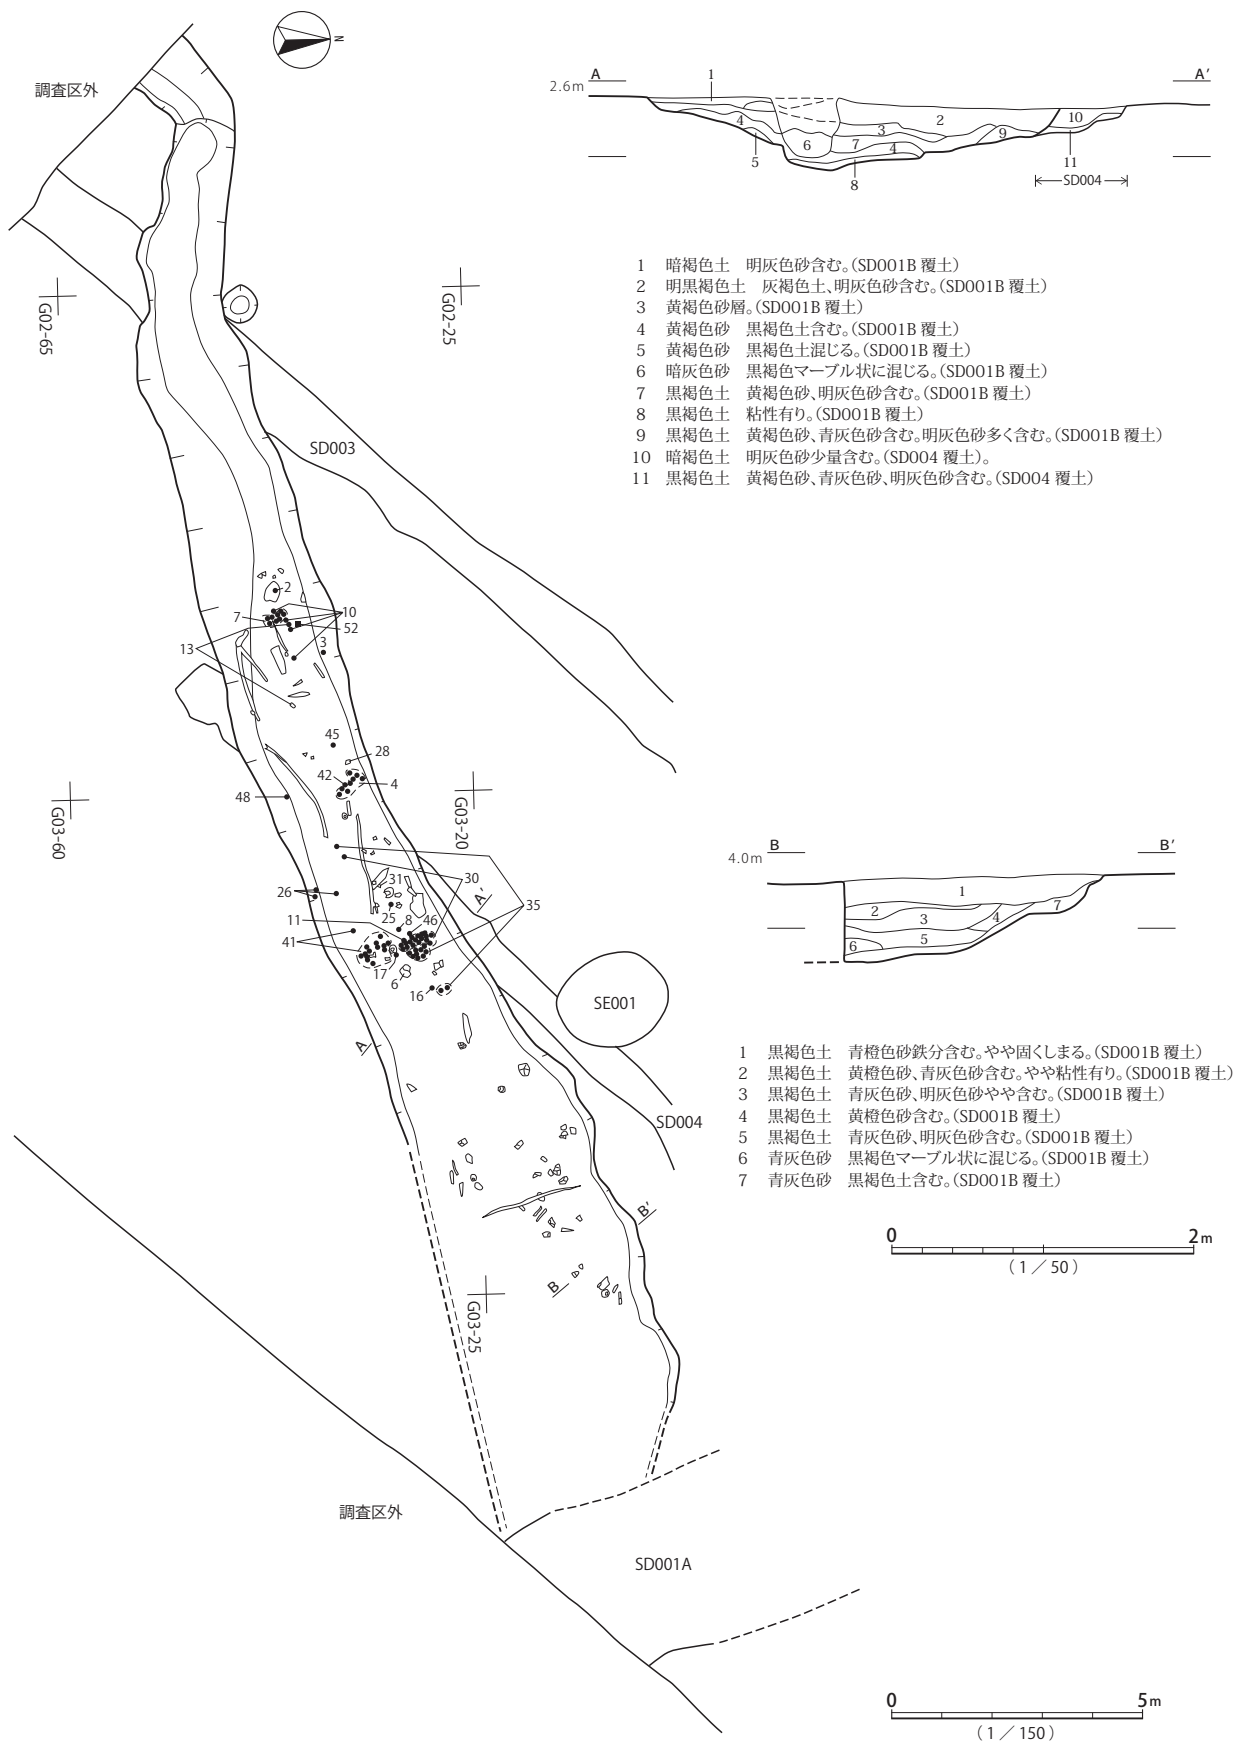 調査区外
N
G02-65
G02-25
SD003
2
7
10
52
13
3
45
28
42
4
48
G03-60
G03-20
31
30
26
A′
25
35
11
8
46
41
17
6
16
A
SE001
SD004
B′
B
G03-25
調査区外
SD001A
A
A′
2.6m
1
2
3
4
5
6
7
4
8
9
10
11
SD004
1 暗褐色土 明灰色砂含む。(SD001B 覆土)
2 明黒褐色土 灰褐色土、明灰色砂含む。(SD001B 覆土)
3 黄褐色砂層。(SD001B 覆土)
4 黄褐色砂 黒褐色土含む。(SD001B 覆土)
5 黄褐色砂 黒褐色土混じる。(SD001B 覆土)
6 暗灰色砂 黒褐色マーブル状に混じる。(SD001B 覆土)
7 黒褐色土 黄褐色砂、明灰色砂含む。(SD001B 覆土)
8 黒褐色土 粘性有り。(SD001B 覆土)
9 黒褐色土 黄褐色砂、青灰色砂含む。明灰色砂多く含む。(SD001B 覆土)
10 暗褐色土 明灰色砂少量含む。(SD004 覆土)。
11 黒褐色土 黄褐色砂、青灰色砂、明灰色砂含む。(SD004 覆土)
B
B′
4.0m
1
2
3
4
5
6
7
1 黒褐色土 青橙色砂鉄分含む。やや固くしまる。(SD001B 覆土)
2 黒褐色土 黄橙色砂、青灰色砂含む。やや粘性有り。(SD001B 覆土)
3 黒褐色土 青灰色砂、明灰色砂やや含む。(SD001B 覆土)
4 黒褐色土 黄橙色砂含む。(SD001B 覆土)
5 黒褐色土 青灰色砂、明灰色砂含む。(SD001B 覆土)
6 青灰色砂 黒褐色マーブル状に混じる。(SD001B 覆土)
7 青灰色砂 黒褐色土含む。(SD001B 覆土)
0 2m
（1／50）
0 5m
（1／150）